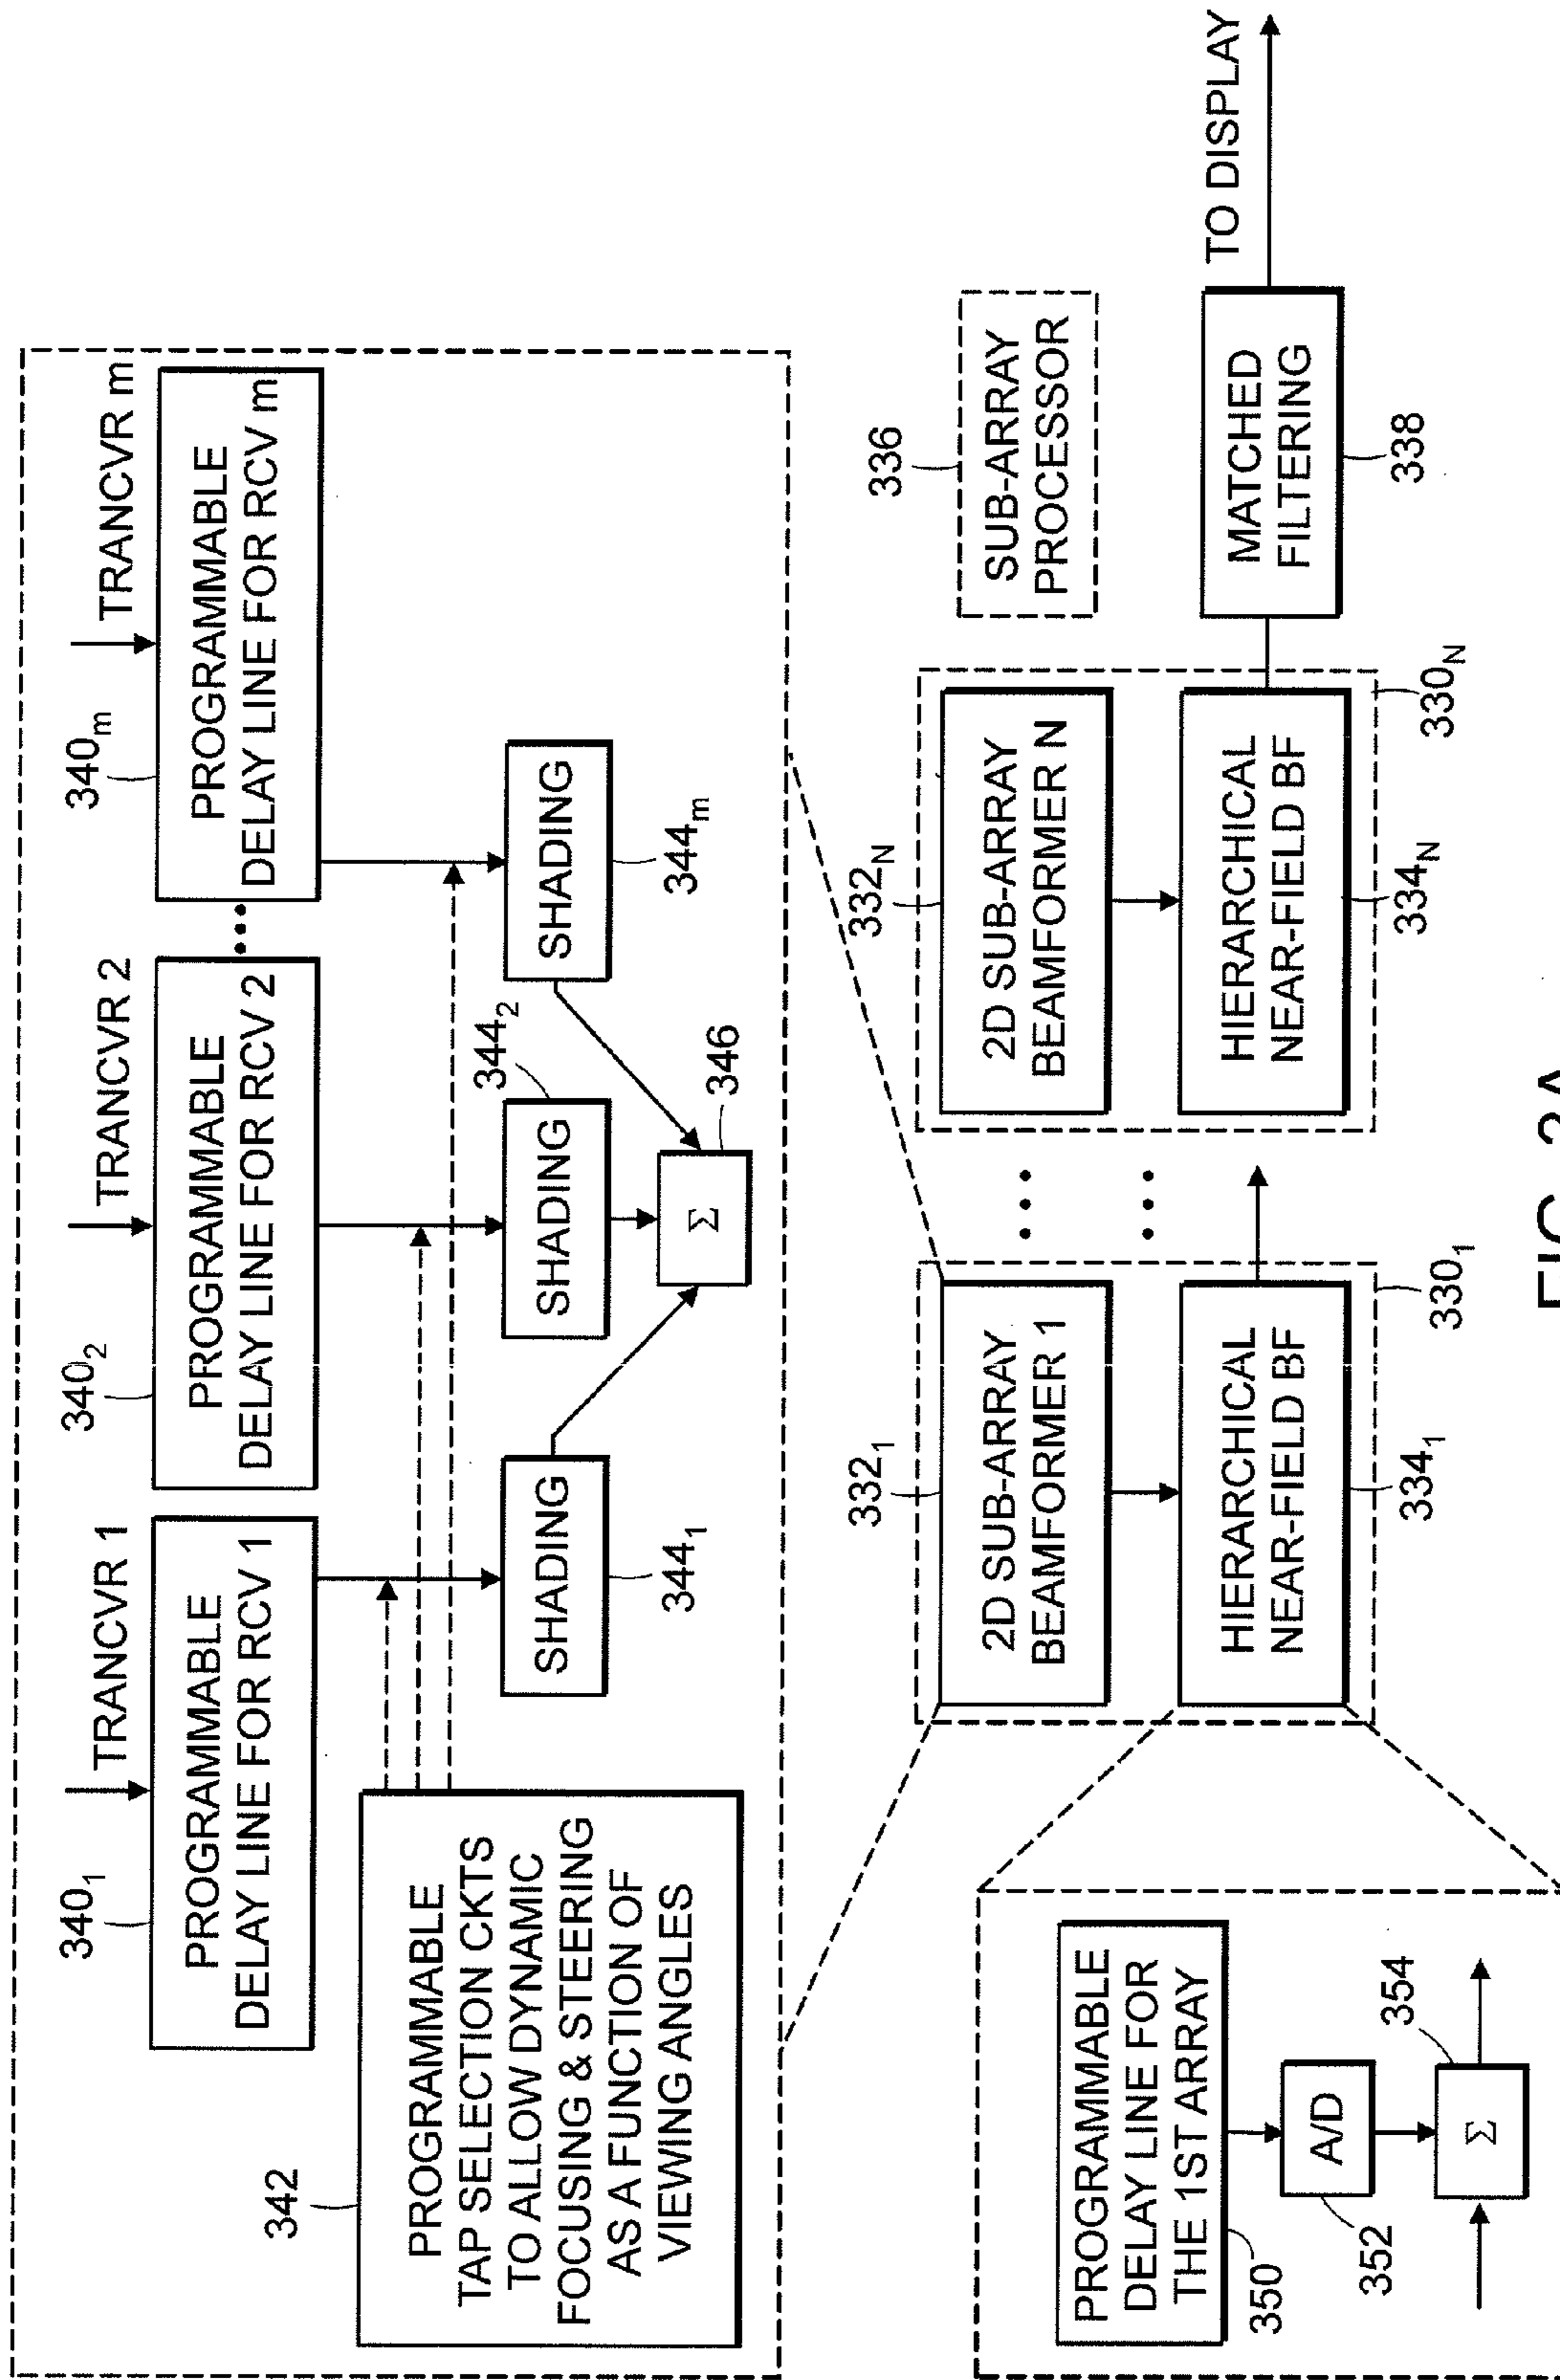 TRANCVR 1
TRANCVR 2
TRANCVR m
340₁
340₂
340ₘ
PROGRAMMABLE
DELAY LINE FOR RCV 1
PROGRAMMABLE
DELAY LINE FOR RCV 2
•••
PROGRAMMABLE
DELAY LINE FOR RCV m
342
PROGRAMMABLE
TAP SELECTION CKTS
TO ALLOW DYNAMIC
FOCUSING & STEERING
AS A FUNCTION OF
VIEWING ANGLES
SHADING
344₁
SHADING
344₂
SHADING
344ₘ
Σ
346
332₁
2D SUB-ARRAY
BEAMFORMER 1
HIERARCHICAL
NEAR-FIELD BF
334₁
330₁
•••
•••
332_N
2D SUB-ARRAY
BEAMFORMER N
HIERARCHICAL
NEAR-FIELD BF
334_N
330_N
336
SUB-ARRAY
PROCESSOR
MATCHED
FILTERING
338
TO DISPLAY
PROGRAMMABLE
DELAY LINE FOR
THE 1ST ARRAY
350
A/D
352
Σ
354